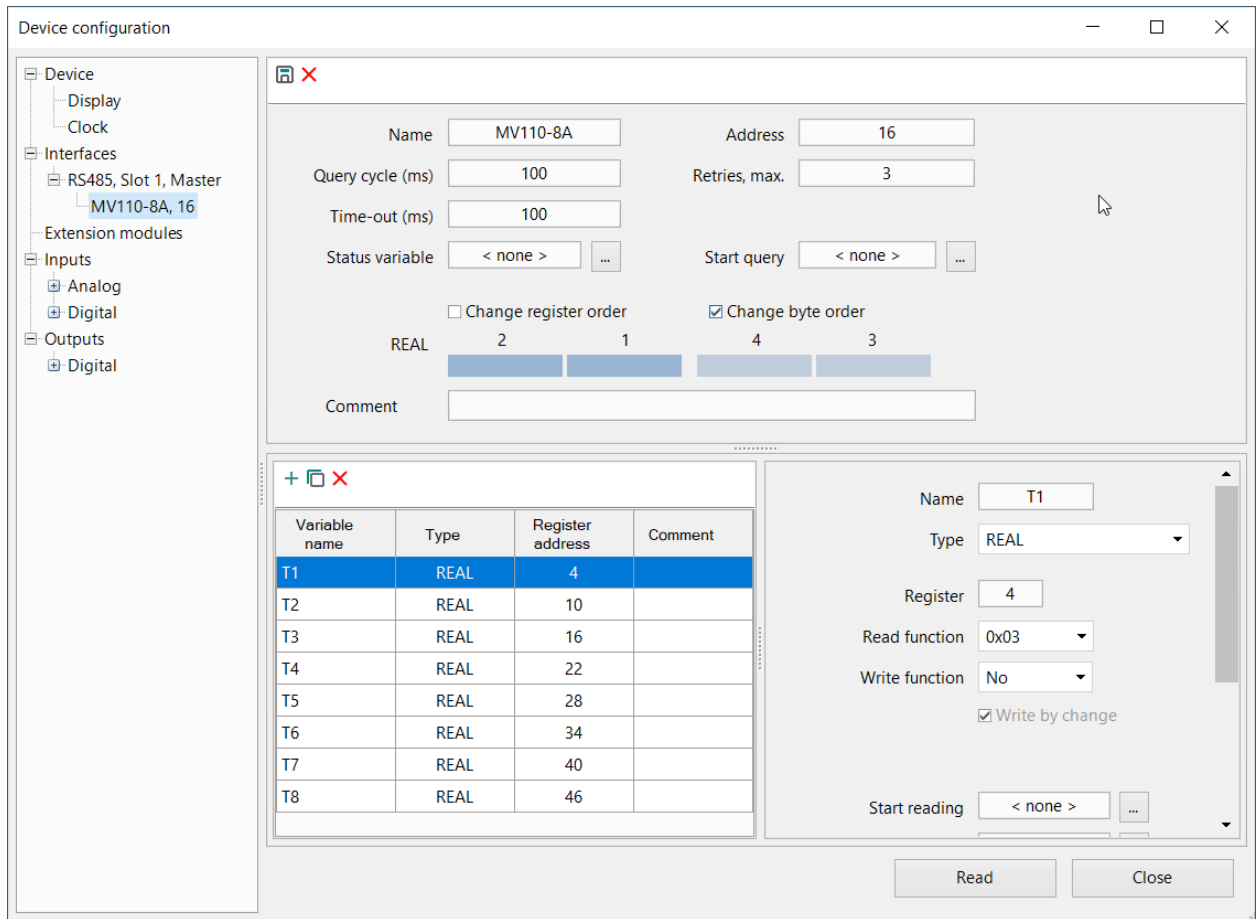 Device configuration
Device
Display
Clock
Interfaces
RS485, Slot 1, Master
MV110-8A, 16
Extension modules
Inputs
Analog
Digital
Outputs
Digital
Name MV110-8A Address 16
Query cycle (ms) 100 Retries, max. 3
Time-out (ms) 100
Status variable < none > ... Start query < none > ...
Change register order Change byte order
REAL 2 1 4 3
Comment
Variable name Type Register address Comment
T1 REAL 4
T2 REAL 10
T3 REAL 16
T4 REAL 22
T5 REAL 28
T6 REAL 34
T7 REAL 40
T8 REAL 46
Name T1
Type REAL
Register 4
Read function 0x03
Write function No
Write by change
Start reading < none > ...
Read Close